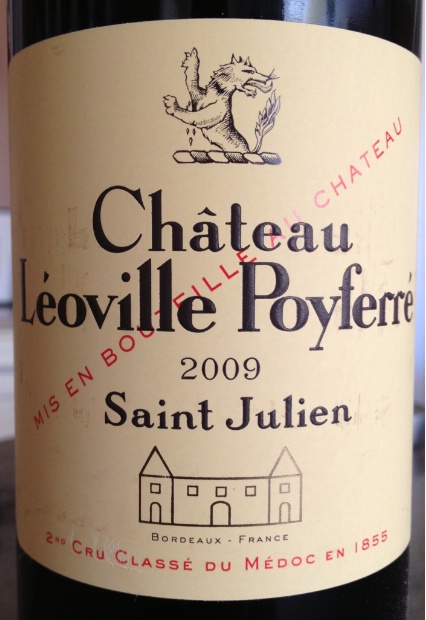 Château
Léoville Poyferré
MIS EN BOUTEILLE AU CHATEAU
2009
Saint Julien
BORDEAUX - FRANCE
2ND CRU CLASSÉ DU MÉDOC EN 1855